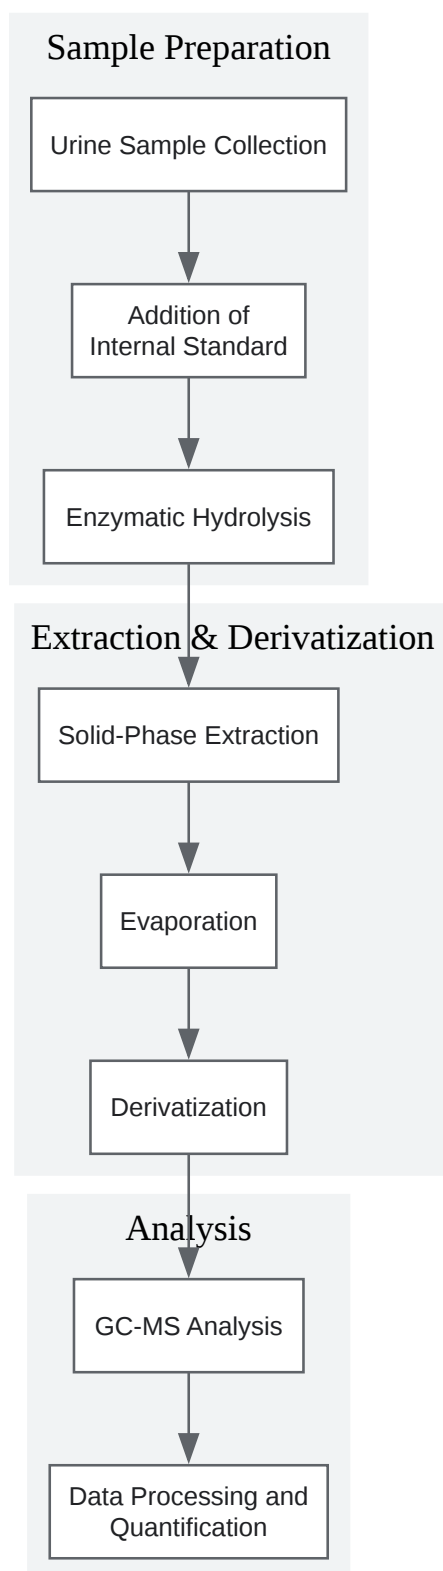 Sample Preparation
Urine Sample Collection
Addition of
Internal Standard
Enzymatic Hydrolysis
Extraction & Derivatization
Solid-Phase Extraction
Evaporation
Derivatization
Analysis
GC-MS Analysis
Data Processing and
Quantification